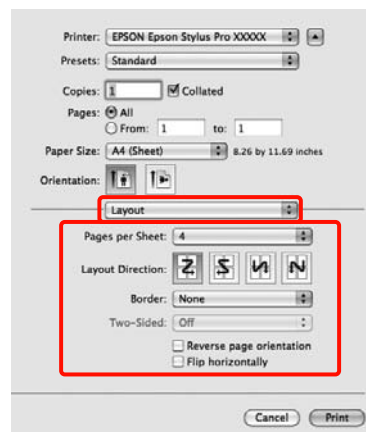 Printer: EPSON Epson Stylus Pro XXXXX
Presets: Standard
Copies: 1 Collated
Pages: All
From: 1 to: 1
Paper Size: A4 (Sheet) 8.26 by 11.69 inches
Orientation:
Layout
Pages per Sheet: 4
Layout Direction:
Border: None
Two-Sided: Off
Reverse page orientation
Flip horizontally
Cancel Print